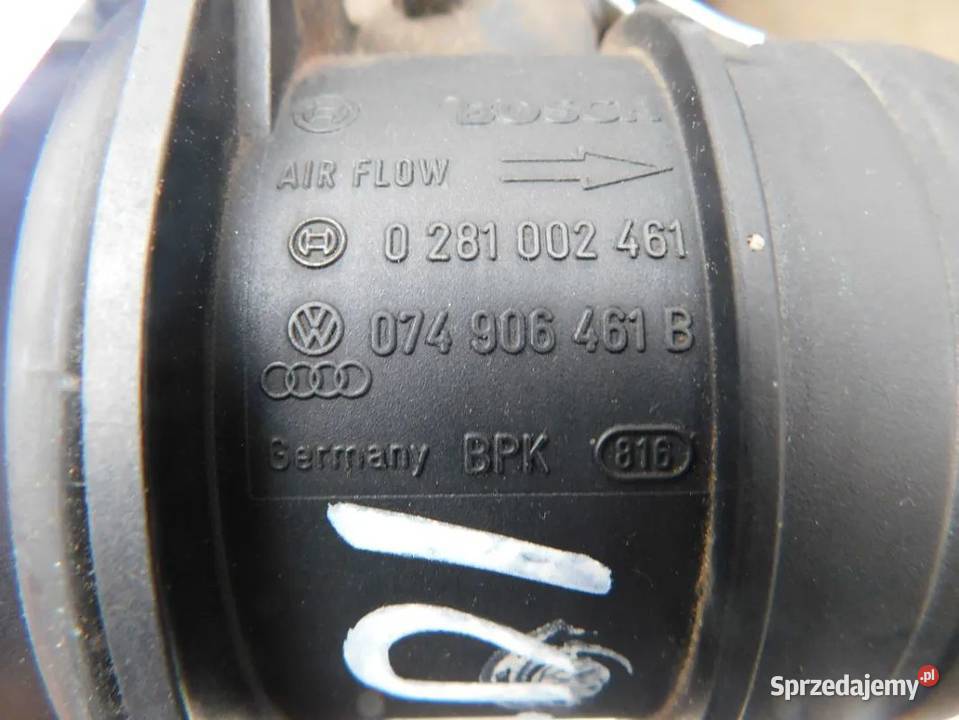 BOSCH
AIR FLOW
0 281 002 461
074 906 461 B
Germany BPK 816
Sprzedajemy.pl